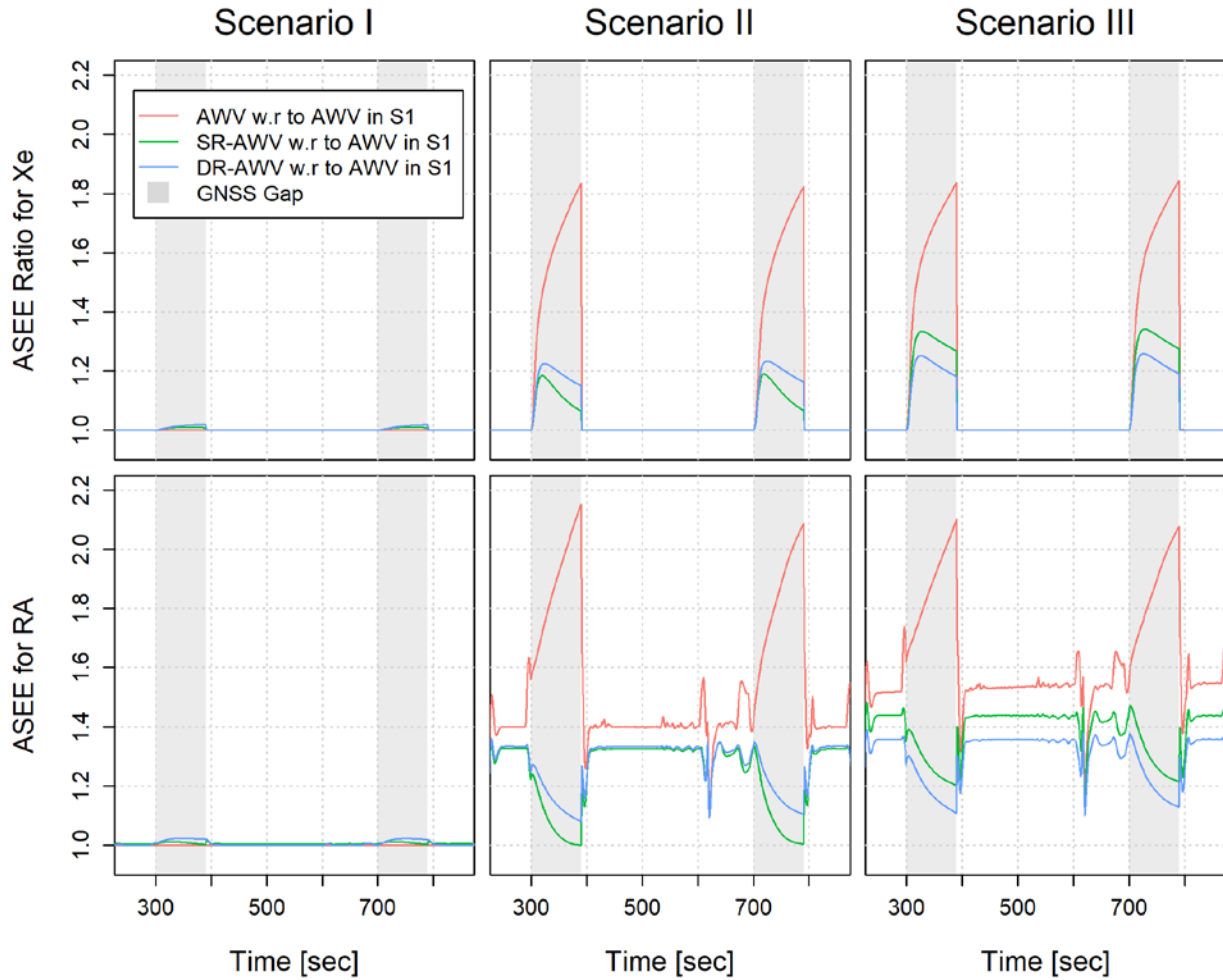 Scenario I
Scenario II
Scenario III
ASEE Ratio for Xe
2.2
2.0
1.8
1.6
1.4
1.2
1.0
AWV w.r to AWV in S1
SR-AWV w.r to AWV in S1
DR-AWV w.r to AWV in S1
GNSS Gap
ASEE for RA
2.2
2.0
1.8
1.6
1.4
1.2
1.0
300 500 700
300 500 700
300 500 700
Time [sec]
Time [sec]
Time [sec]